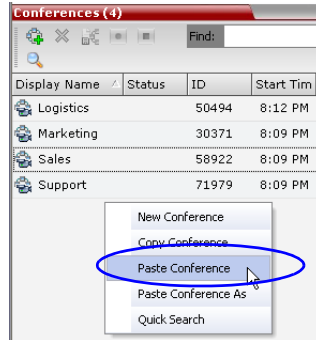 Conferences (4)
Find:
Display Name Status ID Start Tim
Logistics 50494 8:12 PM
Marketing 30371 8:09 PM
Sales 58922 8:09 PM
Support 71979 8:09 PM
New Conference
Copy Conference
Paste Conference
Paste Conference As
Quick Search